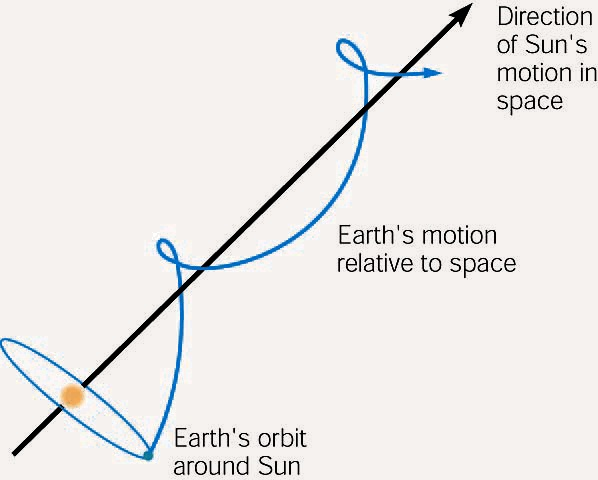 Direction
of Sun's
motion in
space
Earth's motion
relative to space
Earth's orbit
around Sun